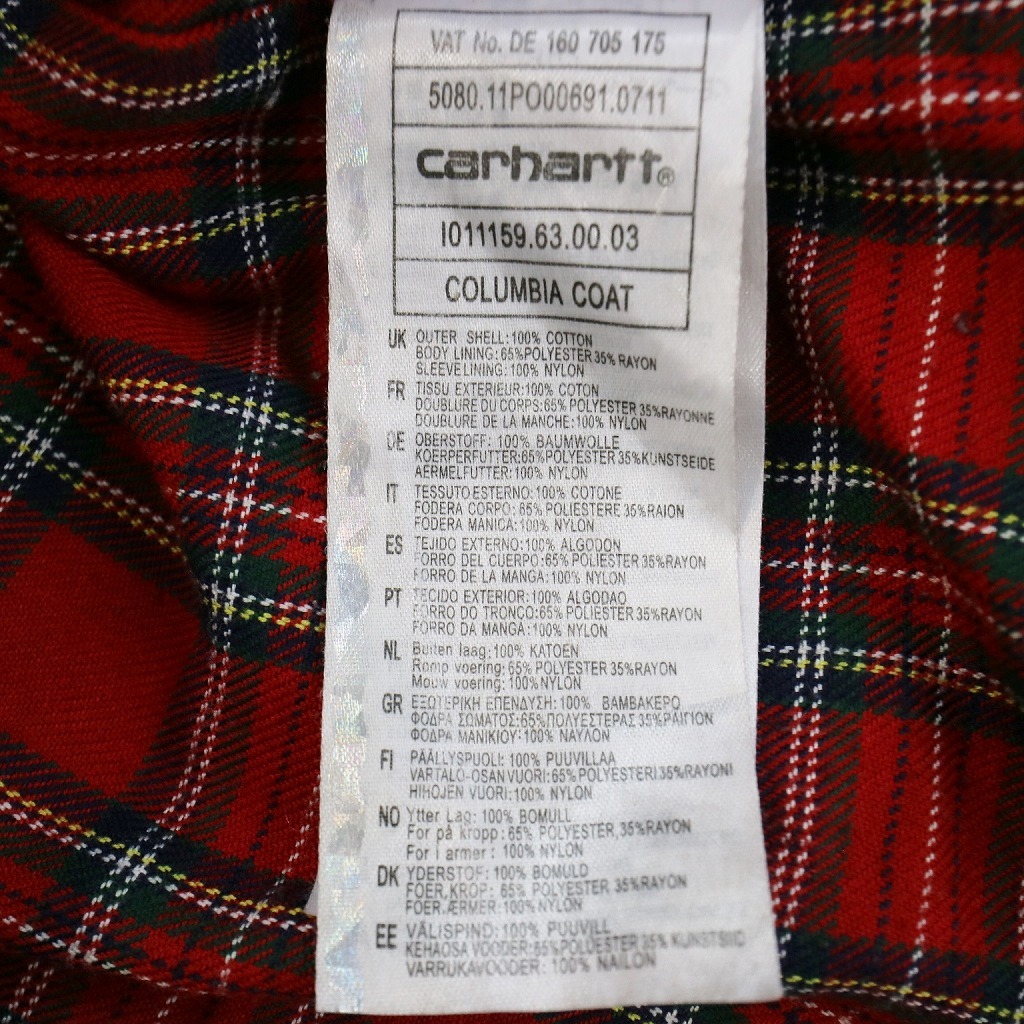 VAT No. DE 160 705 175
5080.11PO00691.0711
carhartt®
I011159.63.00.03
COLUMBIA COAT
UK OUTER SHELL:100% COTTON
BODY LINING:65%POLYESTER 35% RAYON
SLEEVELINING:100% NYLON
FR TISSU EXTERIEUR:100% COTON
DOUBLURE DU CORPS:65% POLYESTER 35%RAYONNE
DOUBLURE DE LA MANCHE:100% NYLON
DE OBERSTOFF: 100% BAUMWOLLE
KOERPERFUTTER:65%POLYESTER 35%KUNSTSEIDE
AERMELFUTTER:100% NYLON
IT TESSUTO ESTERNO:100% COTONE
FODERA CORPO: 65% POLIESTERE 35%RAION
FODERA MANICA:100% NYLON
ES TEJIDO EXTERNO:100% ALGODON
FORRO DEL CUERPO:65% POLIESTER 35%RAYON
FORRO DE LA MANGA:100% NYLON
PT TECIDO EXTERIOR:100% ALGODAO
FORRO DO TRONCO:65% POLIESTER 35%RAYON
FORRO DA MANGA:100% NYLON
NL Buiten laag:100% KATOEN
Romp voering:65% POLYESTER 35%RAYON
Mouw voering:100%NYLON
GR ΕΞΩΤΕΡΙΚΗ ΕΠΕΝΔΥΣΗ:100% ΒΑΜΒΑΚΕΡΟ
ΦΟΔΡΑ ΣΩΜΑΤΟΣ:65%ΠΟΛΥΕΣΤΕΡΑΣ 35%ΡΑΙΓΙΟΝ
ΦΟΔΡΑ ΜΑΝΙΚΙΟΥ:100% ΝΑΥΛΟΝ
FI PÄÄLLYSPUOLI:100% PUUVILLAA
VARTALO-OSAN VUORI:65%POLYESTERI 35%RAYONI
HIHOJEN VUORI:100% NYLON
NO Ytter Lag:100% BOMULL
For på kropp:65% POLYESTER,35%RAYON
For i armer: 100% NYLON
DK YDERSTOF:100% BOMULD
FOER,KROP: 65% POLYESTER 35%RAYON
FOER.ÆRMER:100%NYLON
EE VÄLISPIND:100% PUUVILL
KEHAOSA VOODER:65%POLÜESTER 35% KUNSTSIID
VARRUKAVOODER: 100% NAILON